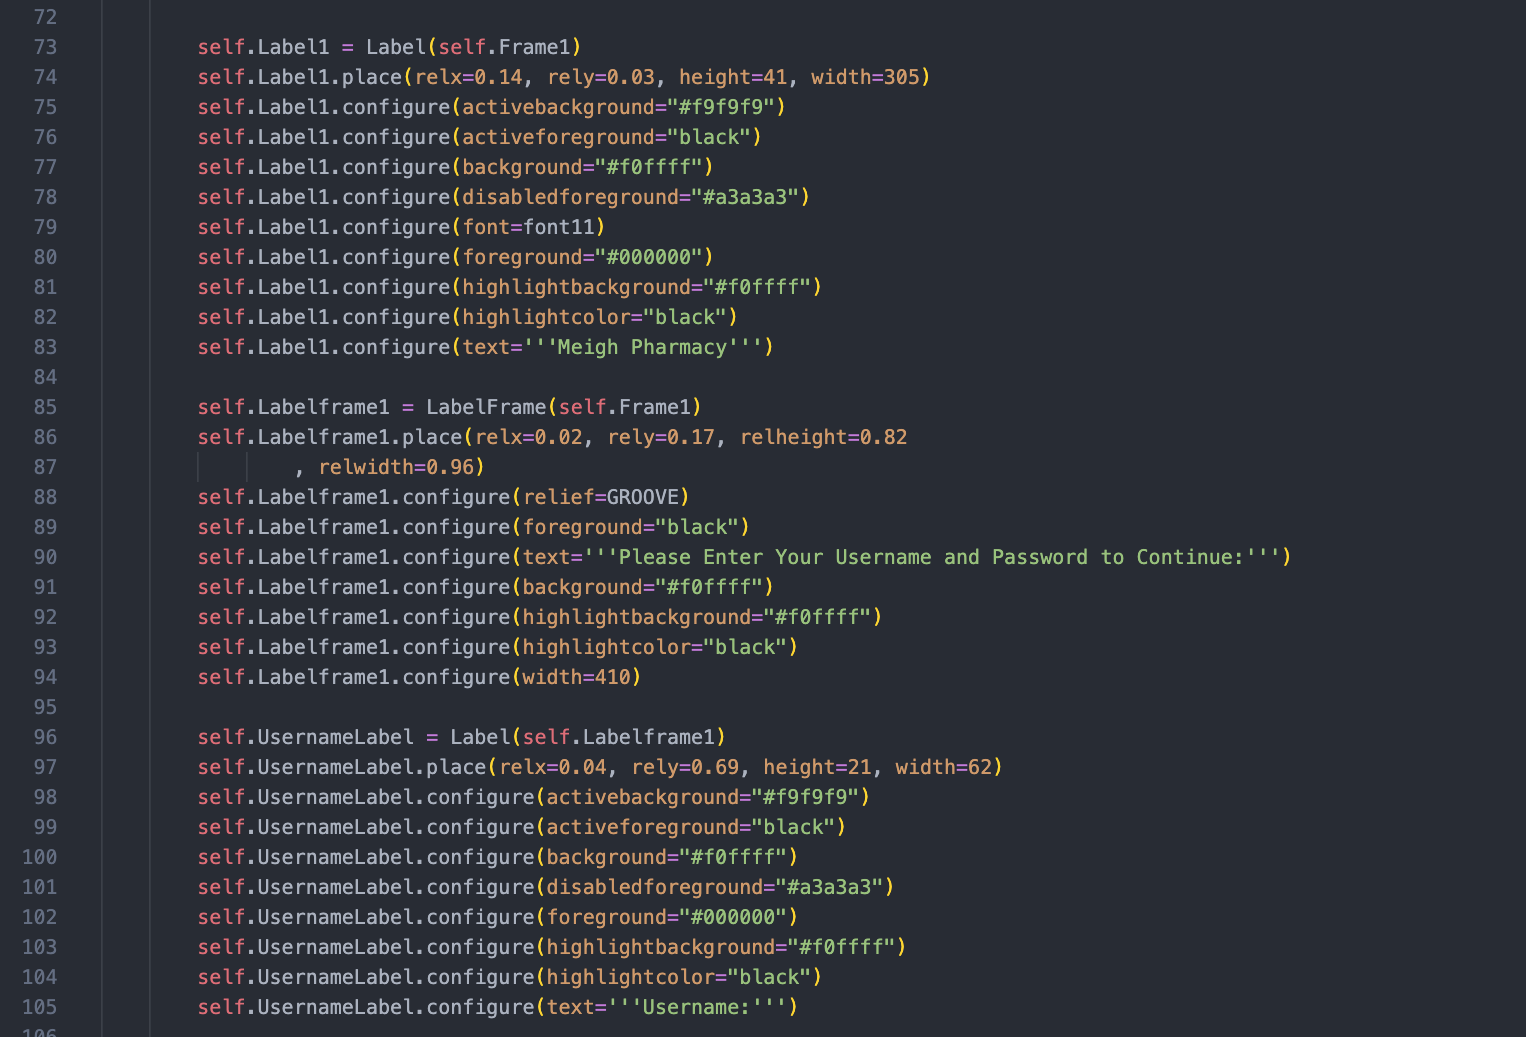 72
73 self.Label1 = Label(self.Frame1)
74 self.Label1.place(relx=0.14, rely=0.03, height=41, width=305)
75 self.Label1.configure(activebackground="#f9f9f9")
76 self.Label1.configure(activeforeground="black")
77 self.Label1.configure(background="#f0ffff")
78 self.Label1.configure(disabledforeground="#a3a3a3")
79 self.Label1.configure(font=font11)
80 self.Label1.configure(foreground="#000000")
81 self.Label1.configure(highlightbackground="#f0ffff")
82 self.Label1.configure(highlightcolor="black")
83 self.Label1.configure(text='''Meigh Pharmacy''')
84
85 self.Labelframe1 = LabelFrame(self.Frame1)
86 self.Labelframe1.place(relx=0.02, rely=0.17, relheight=0.82
87 , relwidth=0.96)
88 self.Labelframe1.configure(relief=GROOVE)
89 self.Labelframe1.configure(foreground="black")
90 self.Labelframe1.configure(text='''Please Enter Your Username and Password to Continue:''')
91 self.Labelframe1.configure(background="#f0ffff")
92 self.Labelframe1.configure(highlightbackground="#f0ffff")
93 self.Labelframe1.configure(highlightcolor="black")
94 self.Labelframe1.configure(width=410)
95
96 self.UsernameLabel = Label(self.Labelframe1)
97 self.UsernameLabel.place(relx=0.04, rely=0.69, height=21, width=62)
98 self.UsernameLabel.configure(activebackground="#f9f9f9")
99 self.UsernameLabel.configure(activeforeground="black")
100 self.UsernameLabel.configure(background="#f0ffff")
101 self.UsernameLabel.configure(disabledforeground="#a3a3a3")
102 self.UsernameLabel.configure(foreground="#000000")
103 self.UsernameLabel.configure(highlightbackground="#f0ffff")
104 self.UsernameLabel.configure(highlightcolor="black")
105 self.UsernameLabel.configure(text='''Username:''')
106